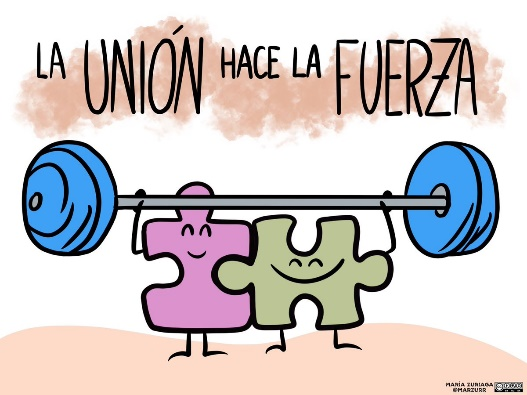 LA UNIÓN HACE LA FUERZA
MARÍA ZURIAGA
@MARZURR